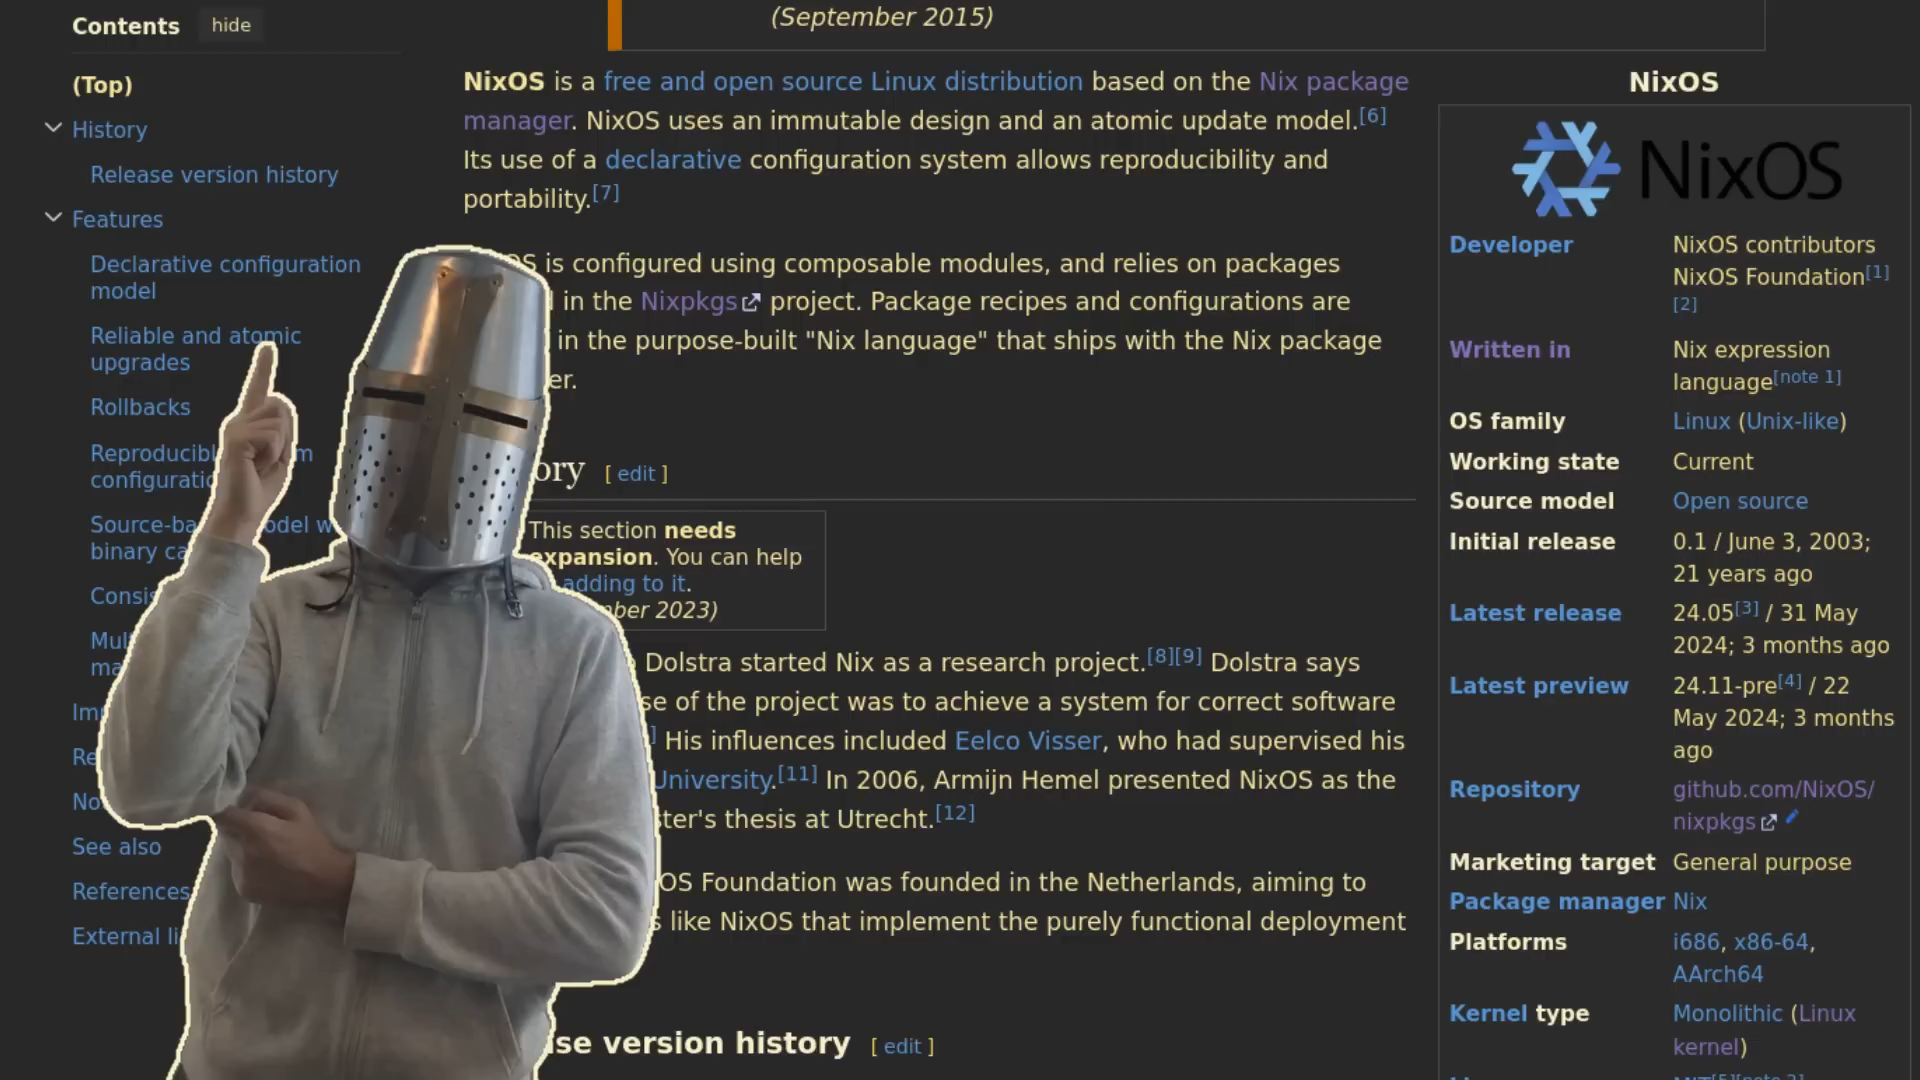 Contents hide
(Top)
History
Release version history
Features
Declarative configuration
model
Reliable and atomic
upgrades
Rollbacks
Reproducibl m
configuratio
Source-ba odel w
binary ca
Consis
Mul
ma
Im
Re
No
See also
References
External li
(September 2015)
NixOS is a free and open source Linux distribution based on the Nix package
manager. NixOS uses an immutable design and an atomic update model.[6]
Its use of a declarative configuration system allows reproducibility and
portability.[7]
OS is configured using composable modules, and relies on packages
in the Nixpkgs project. Package recipes and configurations are
in the purpose-built "Nix language" that ships with the Nix package
er.
ory [ edit ]
This section needs
expansion. You can help
adding to it.
ber 2023)
Dolstra started Nix as a research project.[8][9] Dolstra says
se of the project was to achieve a system for correct software
] His influences included Eelco Visser, who had supervised his
University.[11] In 2006, Armijn Hemel presented NixOS as the
ster's thesis at Utrecht.[12]
OS Foundation was founded in the Netherlands, aiming to
s like NixOS that implement the purely functional deployment
se version history [ edit ]
NixOS
NixOS
Developer NixOS contributors
NixOS Foundation[1]
[2]
Written in Nix expression
language[note 1]
OS family Linux (Unix-like)
Working state Current
Source model Open source
Initial release 0.1 / June 3, 2003;
21 years ago
Latest release 24.05[3] / 31 May
2024; 3 months ago
Latest preview 24.11-pre[4] / 22
May 2024; 3 months
ago
Repository github.com/NixOS/
nixpkgs
Marketing target General purpose
Package manager Nix
Platforms i686, x86-64,
AArch64
Kernel type Monolithic (Linux
kernel)